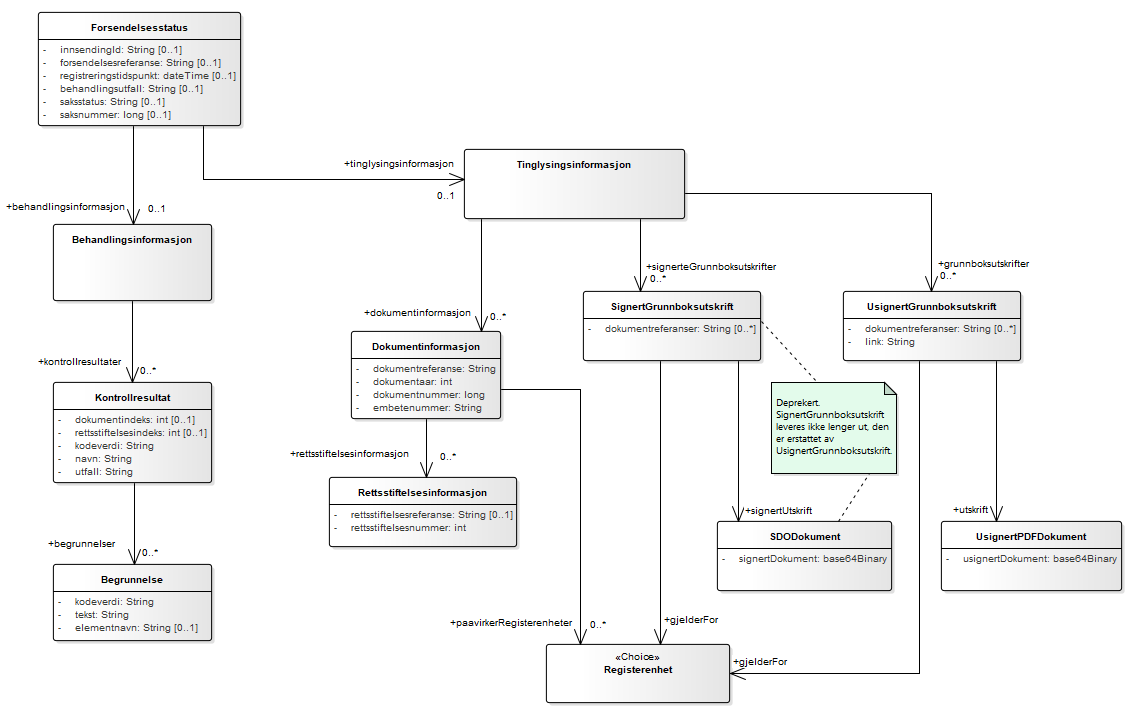 Forsendelsesstatus
- innsendingId: String [0..1]
- forsendelsesreferanse: String [0..1]
- registreringstidspunkt: dateTime [0..1]
- behandlingsutfall: String [0..1]
- saksstatus: String [0..1]
- saksnummer: long [0..1]
+tinglysingsinformasjon
0..1
Tinglysingsinformasjon
+behandlingsinformasjon
0..1
Behandlingsinformasjon
+signerteGrunnboksutskrifter
0..*
+grunnboksutskrifter
0..*
SignertGrunnboksutskrift
- dokumentreferanser: String [0..*]
UsignertGrunnboksutskrift
- dokumentreferanser: String [0..*]
- link: String
+dokumentinformasjon
0..*
Dokumentinformasjon
- dokumentreferanse: String
- dokumentaar: int
- dokumentnummer: long
- embetenummer: String
+kontrollresultater
0..*
Kontrollresultat
- dokumentindeks: int [0..1]
- rettsstiftelsesindeks: int [0..1]
- kodeverdi: String
- navn: String
- utfall: String
Deprekert.
SignertGrunnboksutskrift
leveres ikke lenger ut, den
er erstattet av
UsignertGrunnboksutskrift.
+rettsstiftelsesinformasjon
0..*
Rettsstiftelsesinformasjon
- rettsstiftelsesreferanse: String [0..1]
- rettsstiftelsesnummer: int
+signertUtskrift
SDODokument
- signertDokument: base64Binary
+utskrift
UsignertPDFDokument
- usignertDokument: base64Binary
+begrunnelser
0..*
Begrunnelse
- kodeverdi: String
- tekst: String
- elementnavn: String [0..1]
+paavirkerRegisterenheter
0..*
+gjelderFor
+gjelderFor
«Choice»
Registerenhet